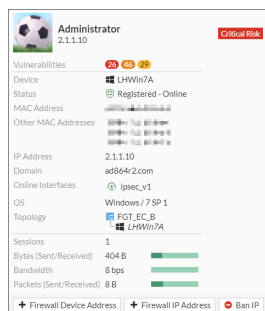 Administrator
Critical Risk
2.1.1.10
Vulnerabilities 26 46 29
Device LHWin7A
Status Registered - Online
MAC Address
Other MAC Addresses
IP Address 2.1.1.10
Domain ad864r2.com
Online Interfaces ipsec_v1
OS Windows / 7 SP 1
Topology FGT_EC_B
LHWin7A
Sessions 1
Bytes (Sent/Received) 404 B
Bandwidth 8 bps
Packets (Sent/Received) 8 B
Firewall Device Address Firewall IP Address Ban IP